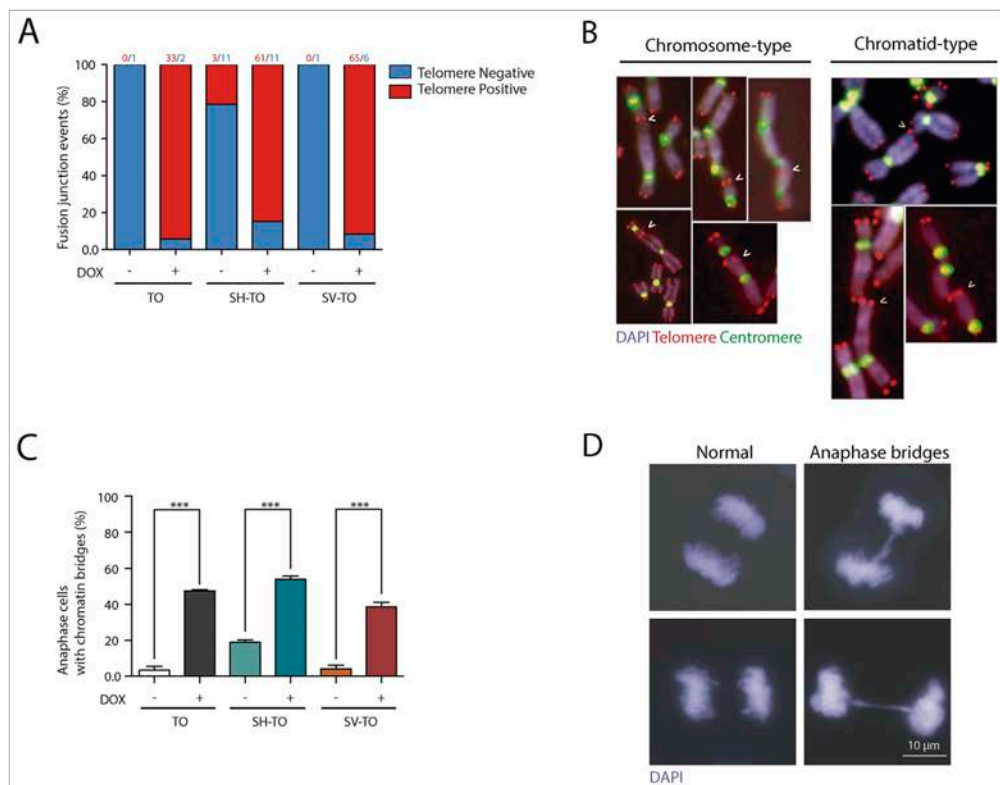 A
0/1 33/2 3/11 61/11 0/1 65/6
Telomere Negative
Telomere Positive
Fusion junction events (%)
100
80
60
40
20
0.0
DOX - + - + - +
TO SH-TO SV-TO
B
Chromosome-type Chromatid-type
DAPI Telomere Centromere
C
Anaphase cells
with chromatin bridges (%)
100
80
60
40
20
0.0
*** *** ***
DOX - + - + - +
TO SH-TO SV-TO
D
Normal Anaphase bridges
10 μm
DAPI